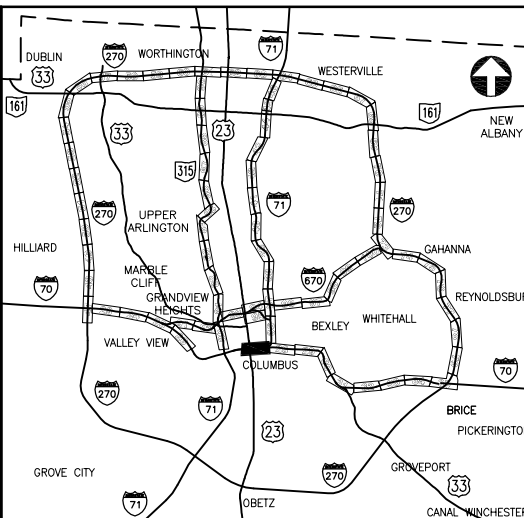 DUBLIN
270
WORTHINGTON
71
WESTERVILLE
33
161
161
NEW
ALBANY
33
23
315
270
71
270
UPPER
ARLINGTON
HILLIARD
GAHANNA
MARBLE
CLIFF
70
670
GRANDVIEW
HEIGHTS
REYNOLDSBUR
WHITEHALL
BEXLEY
VALLEY VIEW
COLUMBUS
70
270
71
BRICE
23
PICKERINGTO
GROVE CITY
270
GROVEPORT
33
71
OBETZ
CANAL WINCHESTER